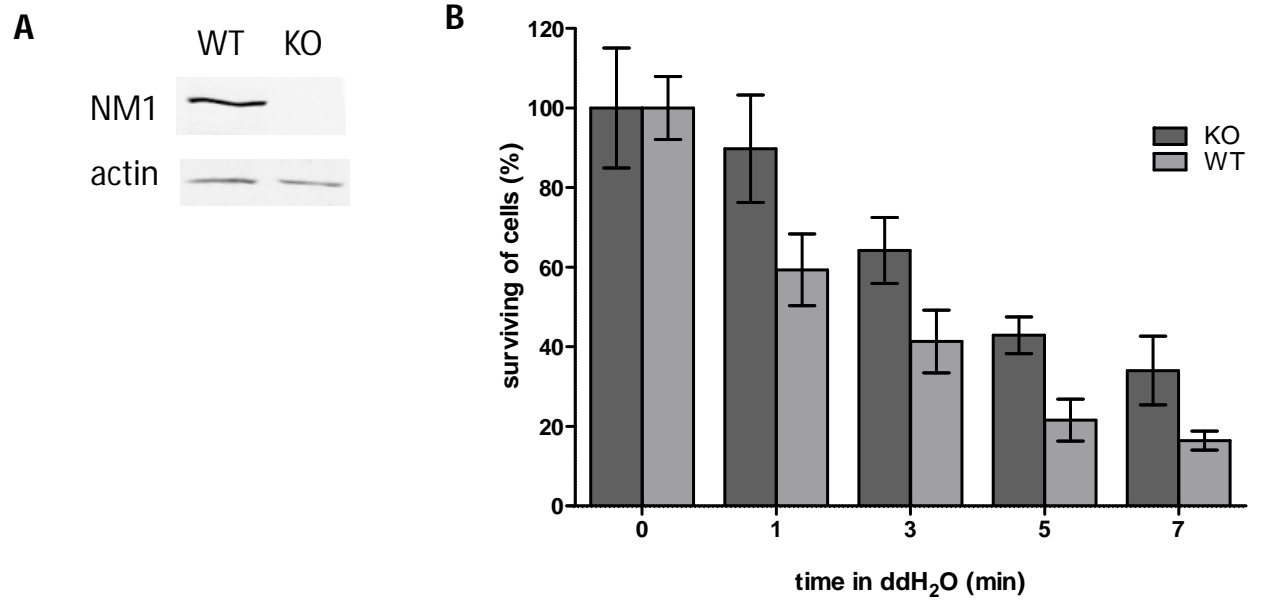 A
WT KO
NM1
actin
B
120
100
80
60
40
20
0
surviving of cells (%)
0 1 3 5 7
time in ddH₂O (min)
KO
WT